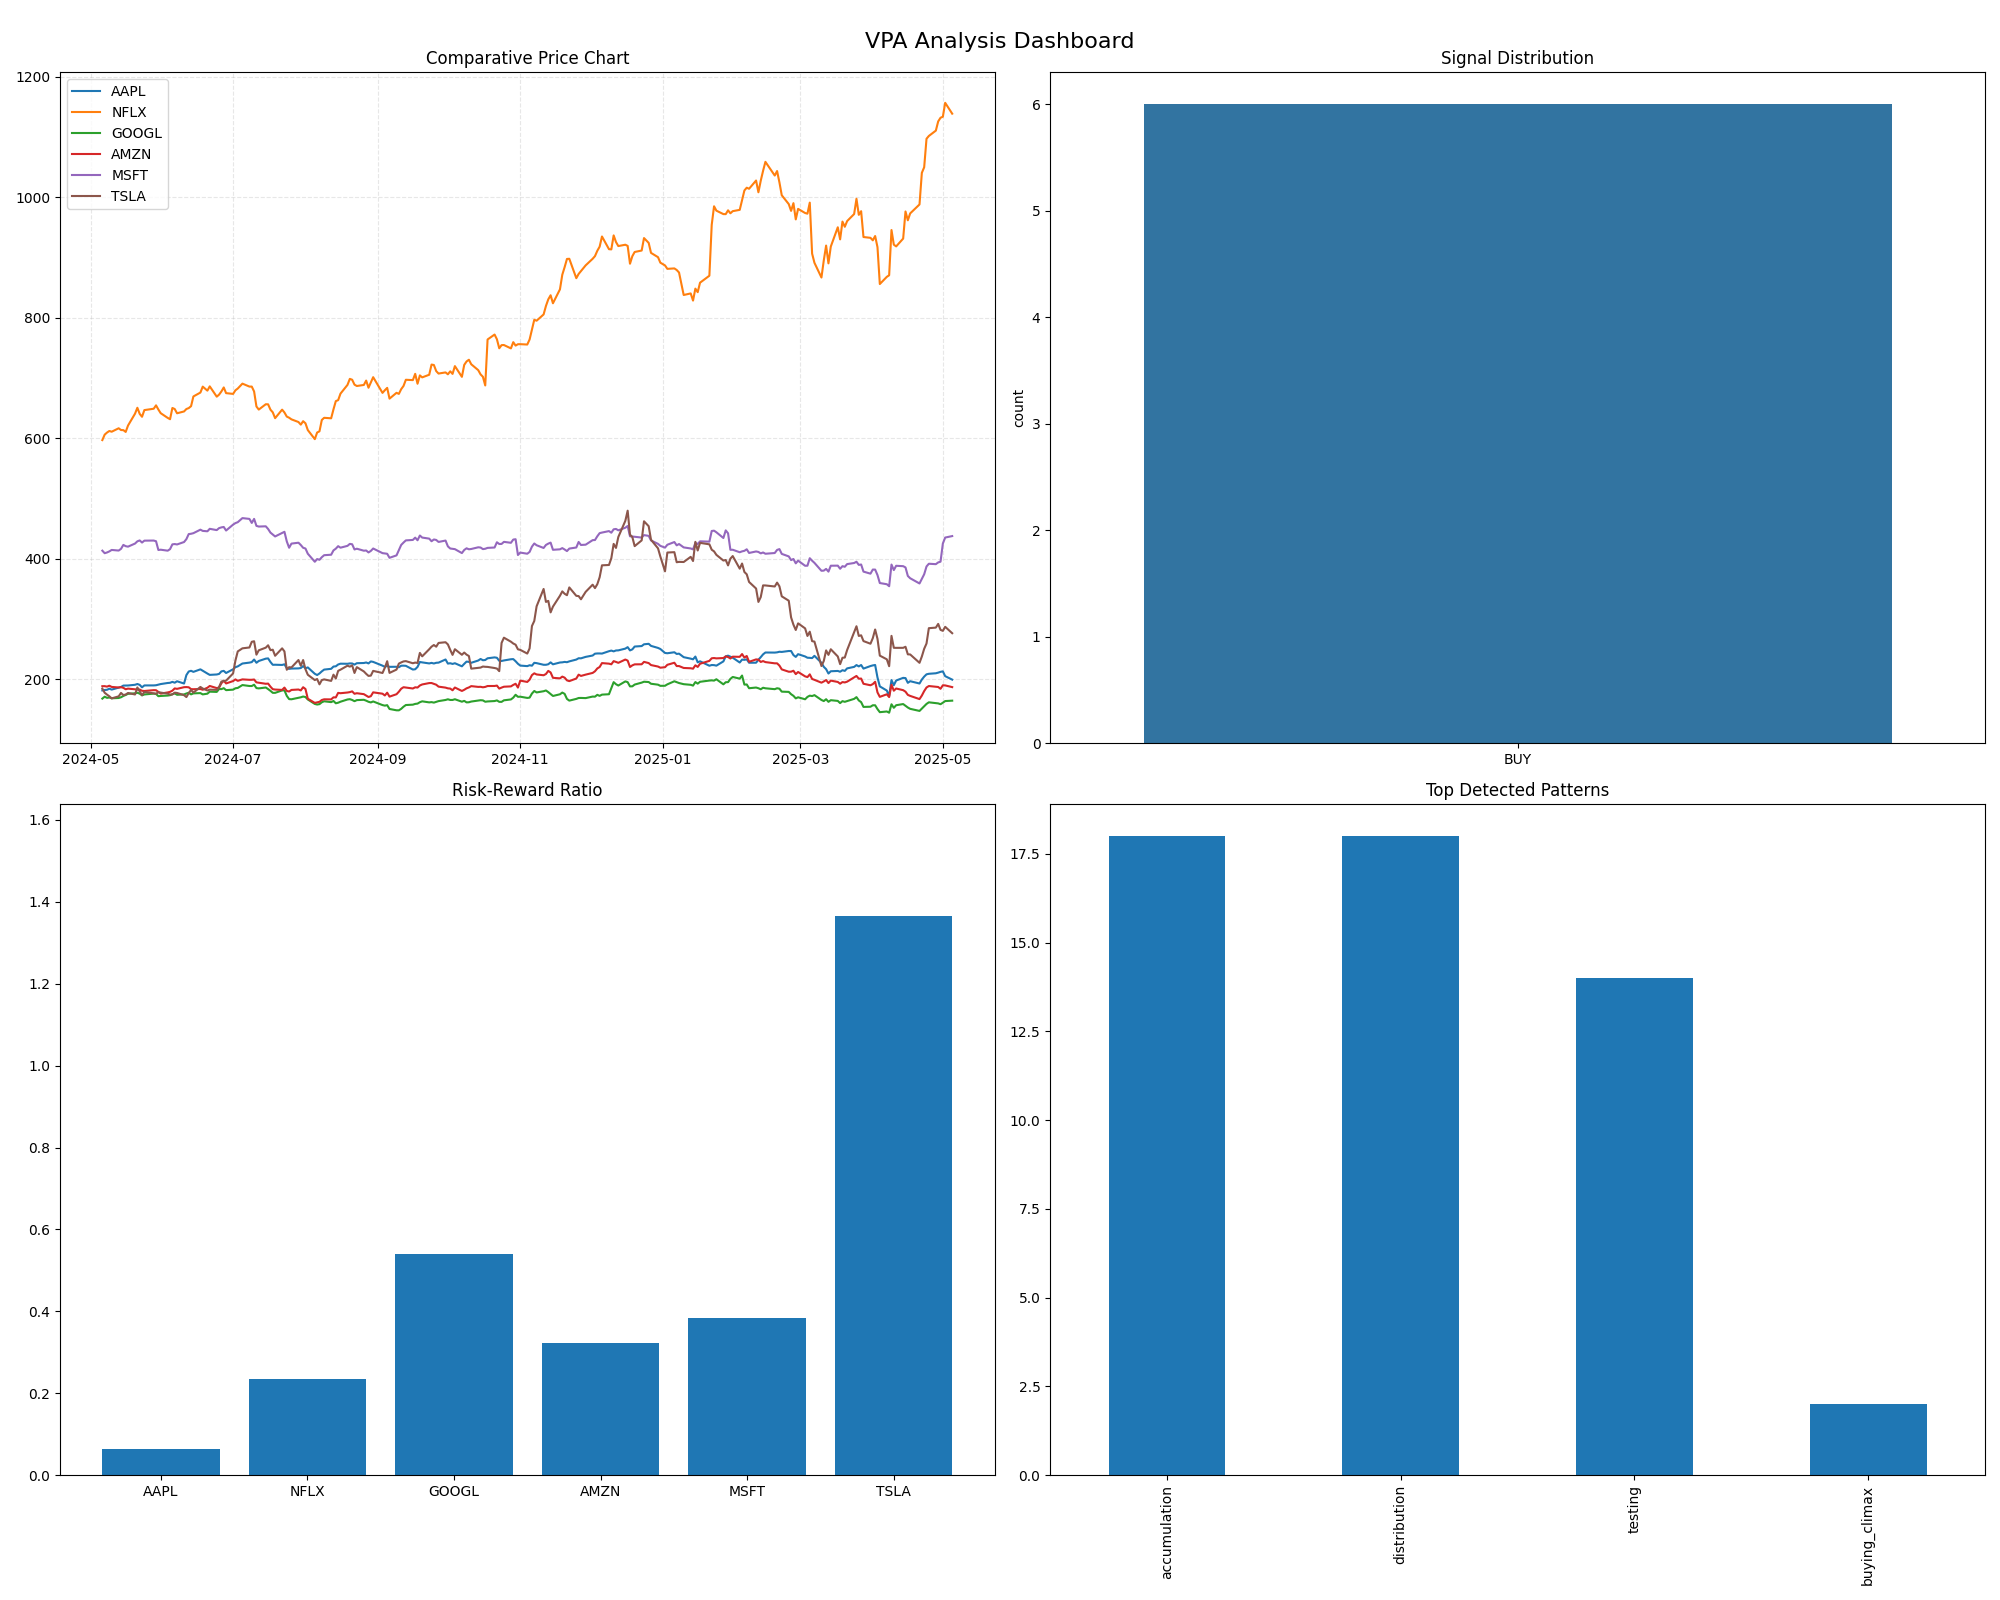 VPA Analysis Dashboard
Comparative Price Chart
1200
1000
800
600
400
200
AAPL
NFLX
GOOGL
AMZN
MSFT
TSLA
2024-05 2024-07 2024-09 2024-11 2025-01 2025-03 2025-05
Signal Distribution
count
6
5
4
3
2
1
0
BUY
Risk-Reward Ratio
1.6
1.4
1.2
1.0
0.8
0.6
0.4
0.2
0.0
AAPL NFLX GOOGL AMZN MSFT TSLA
Top Detected Patterns
17.5
15.0
12.5
10.0
7.5
5.0
2.5
0.0
accumulation
distribution
testing
buying_climax